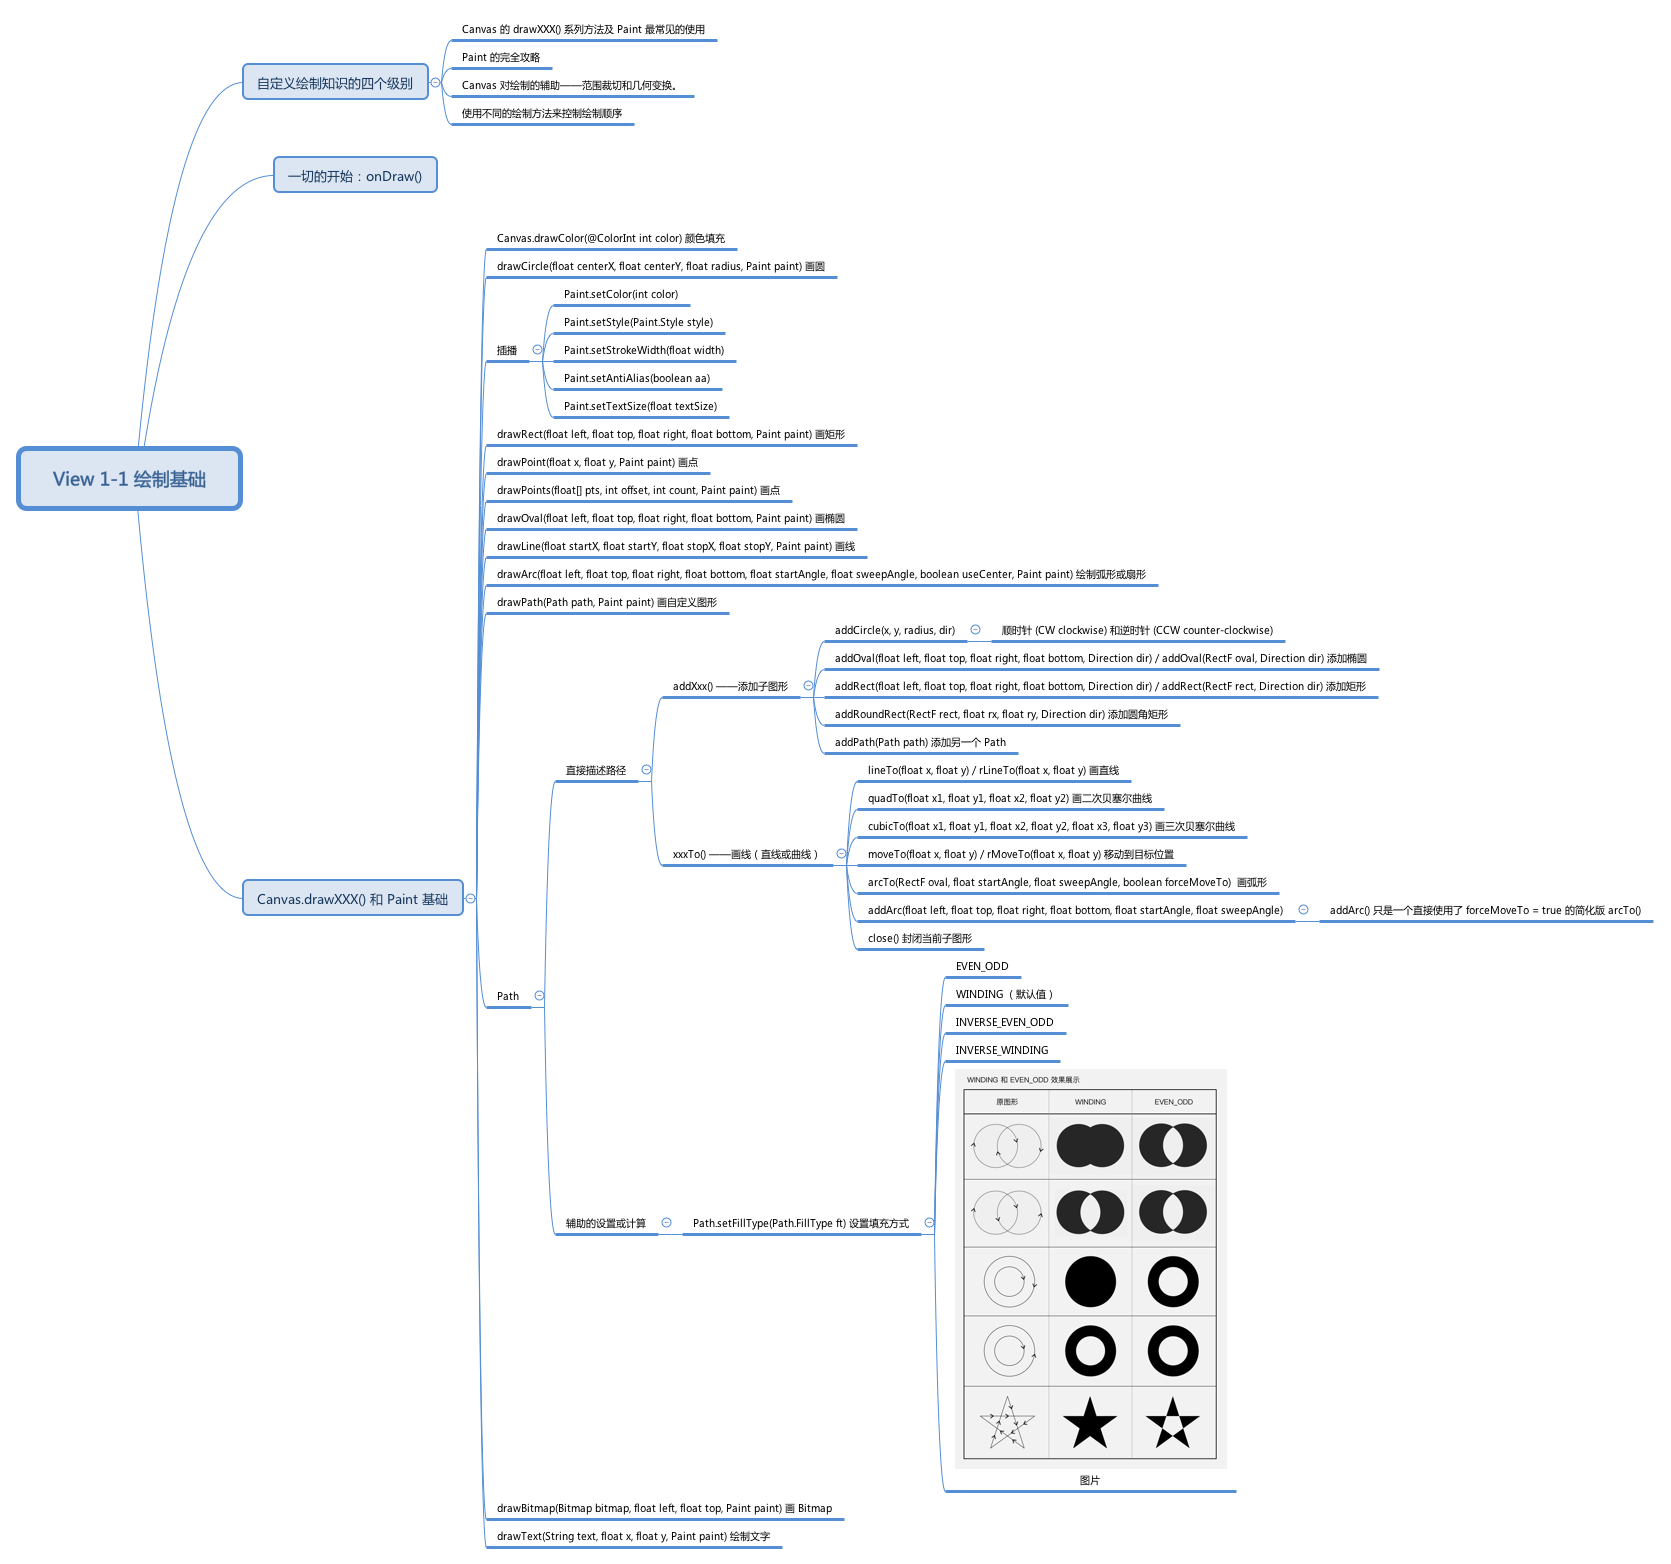 View 1-1 绘制基础
自定义绘制知识的四个级别
Canvas 的 drawXXX() 系列方法及 Paint 最常见的使用
Paint 的完全攻略
Canvas 对绘制的辅助——范围裁切和几何变换。
使用不同的绘制方法来控制绘制顺序
一切的开始：onDraw()
Canvas.drawXXX() 和 Paint 基础
Canvas.drawColor(@ColorInt int color) 颜色填充
drawCircle(float centerX, float centerY, float radius, Paint paint) 画圆
插播
Paint.setColor(int color)
Paint.setStyle(Paint.Style style)
Paint.setStrokeWidth(float width)
Paint.setAntiAlias(boolean aa)
Paint.setTextSize(float textSize)
drawRect(float left, float top, float right, float bottom, Paint paint) 画矩形
drawPoint(float x, float y, Paint paint) 画点
drawPoints(float[] pts, int offset, int count, Paint paint) 画点
drawOval(float left, float top, float right, float bottom, Paint paint) 画椭圆
drawLine(float startX, float startY, float stopX, float stopY, Paint paint) 画线
drawArc(float left, float top, float right, float bottom, float startAngle, float sweepAngle, boolean useCenter, Paint paint) 绘制弧形或扇形
drawPath(Path path, Paint paint) 画自定义图形
Path
直接描述路径
addXxx() ——添加子图形
addCircle(x, y, radius, dir)
顺时针 (CW clockwise) 和逆时针 (CCW counter-clockwise)
addOval(float left, float top, float right, float bottom, Direction dir) / addOval(RectF oval, Direction dir) 添加椭圆
addRect(float left, float top, float right, float bottom, Direction dir) / addRect(RectF rect, Direction dir) 添加矩形
addRoundRect(RectF rect, float rx, float ry, Direction dir) 添加圆角矩形
addPath(Path path) 添加另一个 Path
xxxTo() ——画线（直线或曲线）
lineTo(float x, float y) / rLineTo(float x, float y) 画直线
quadTo(float x1, float y1, float x2, float y2) 画二次贝塞尔曲线
cubicTo(float x1, float y1, float x2, float y2, float x3, float y3) 画三次贝塞尔曲线
moveTo(float x, float y) / rMoveTo(float x, float y) 移动到目标位置
arcTo(RectF oval, float startAngle, float sweepAngle, boolean forceMoveTo) 画弧形
addArc(float left, float top, float right, float bottom, float startAngle, float sweepAngle)
addArc() 只是一个直接使用了 forceMoveTo = true 的简化版 arcTo()
close() 封闭当前子图形
辅助的设置或计算
Path.setFillType(Path.FillType ft) 设置填充方式
EVEN_ODD
WINDING （默认值）
INVERSE_EVEN_ODD
INVERSE_WINDING
WINDING 和 EVEN_ODD 效果展示
原图形 WINDING EVEN_ODD
图片
drawBitmap(Bitmap bitmap, float left, float top, Paint paint) 画 Bitmap
drawText(String text, float x, float y, Paint paint) 绘制文字